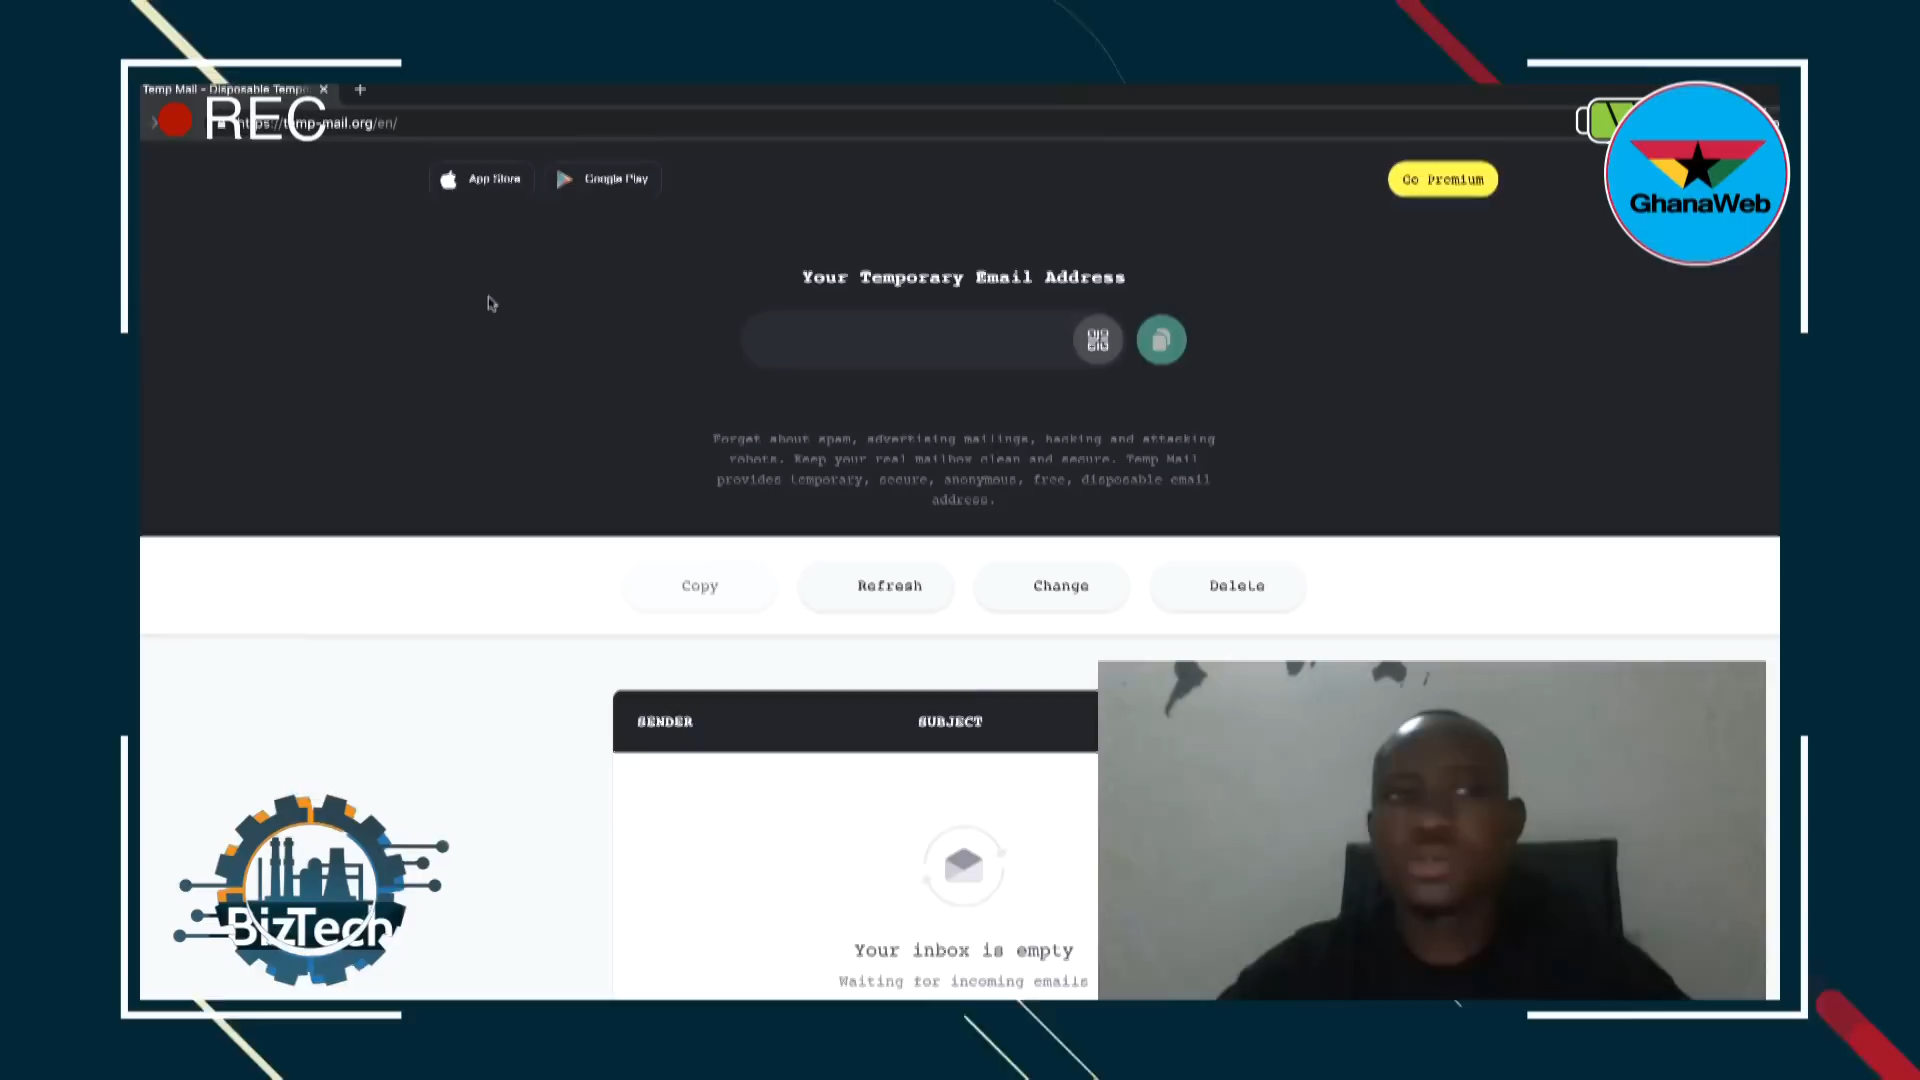 Temp Mail - Disposable Tempo
REC
https://temp-mail.org/en/
App Store
Google Play
Go Premium
GhanaWeb
Your Temporary Email Address
Forget about spam, advertising mailings, hacking and attacking
robots. Keep your real mailbox clean and secure. Temp Mail
provides temporary, secure, anonymous, free, disposable email
address.
Copy
Refresh
Change
Delete
SENDER
SUBJECT
BizTech
Your inbox is empty
Waiting for incoming emails